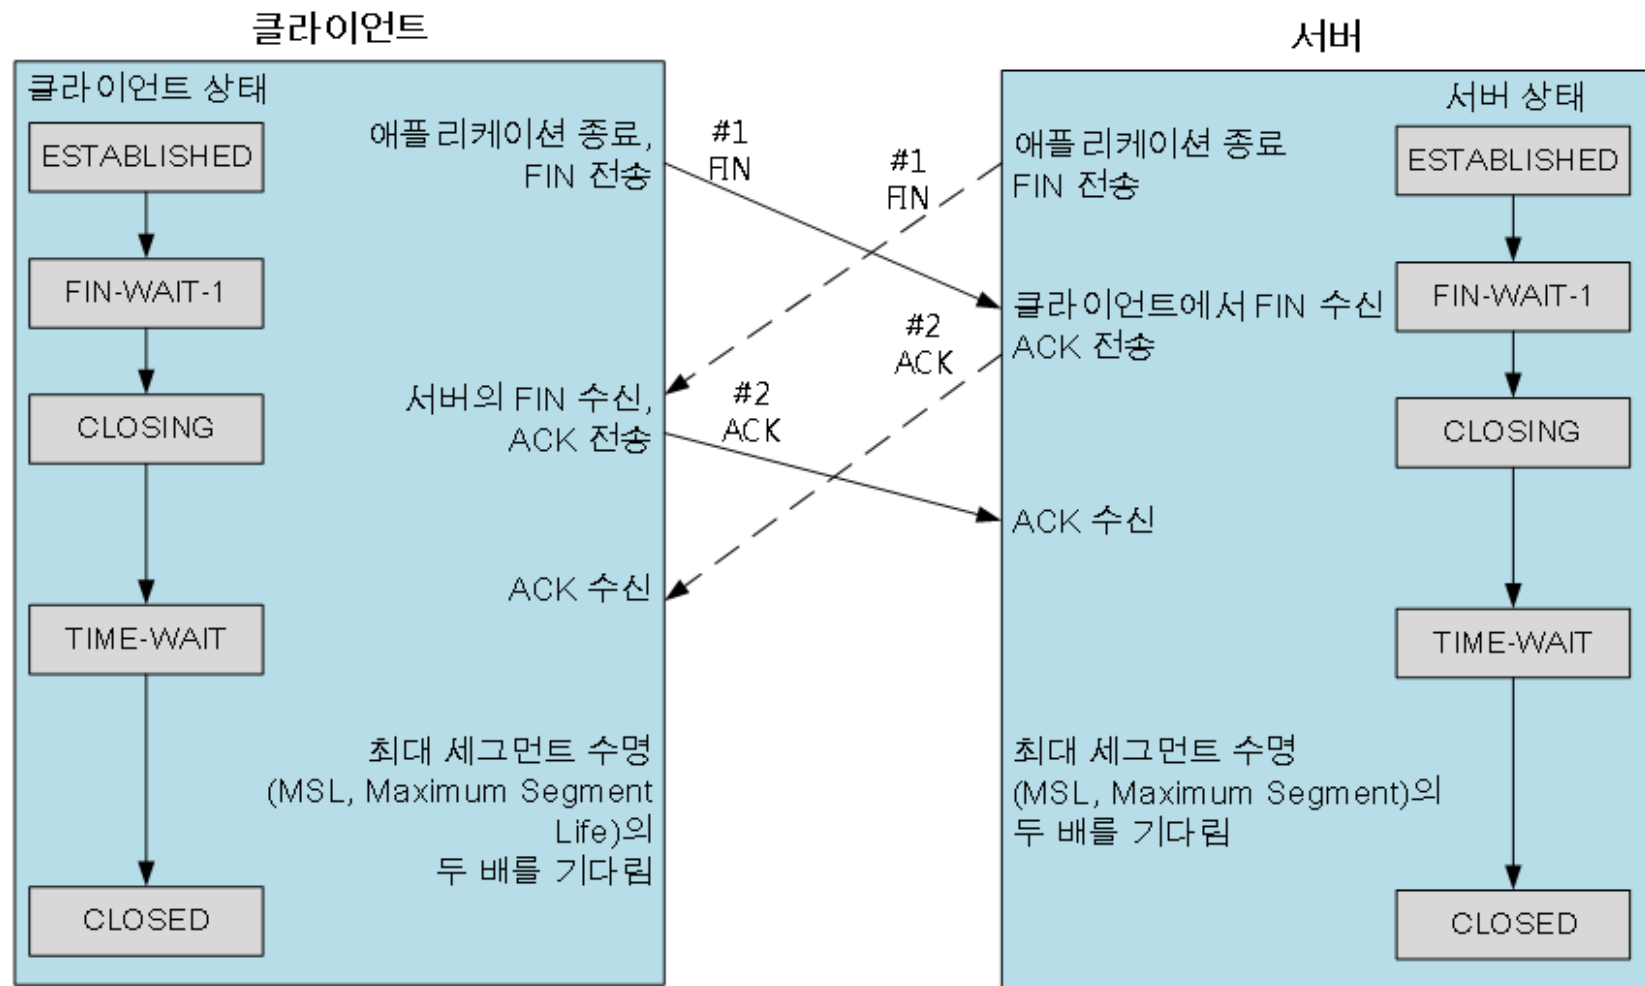 클라이언트
서버
클라이언트 상태
ESTABLISHED
FIN-WAIT-1
CLOSING
TIME-WAIT
CLOSED
애플리케이션 종료,
FIN 전송
서버의 FIN 수신,
ACK 전송
ACK 수신
최대 세그먼트 수명
(MSL, Maximum Segment
Life)의
두 배를 기다림
#1
FIN
#1
FIN
#2
ACK
#2
ACK
애플리케이션 종료
FIN 전송
클라이언트에서 FIN 수신
ACK 전송
ACK 수신
최대 세그먼트 수명
(MSL, Maximum Segment)의
두 배를 기다림
서버 상태
ESTABLISHED
FIN-WAIT-1
CLOSING
TIME-WAIT
CLOSED